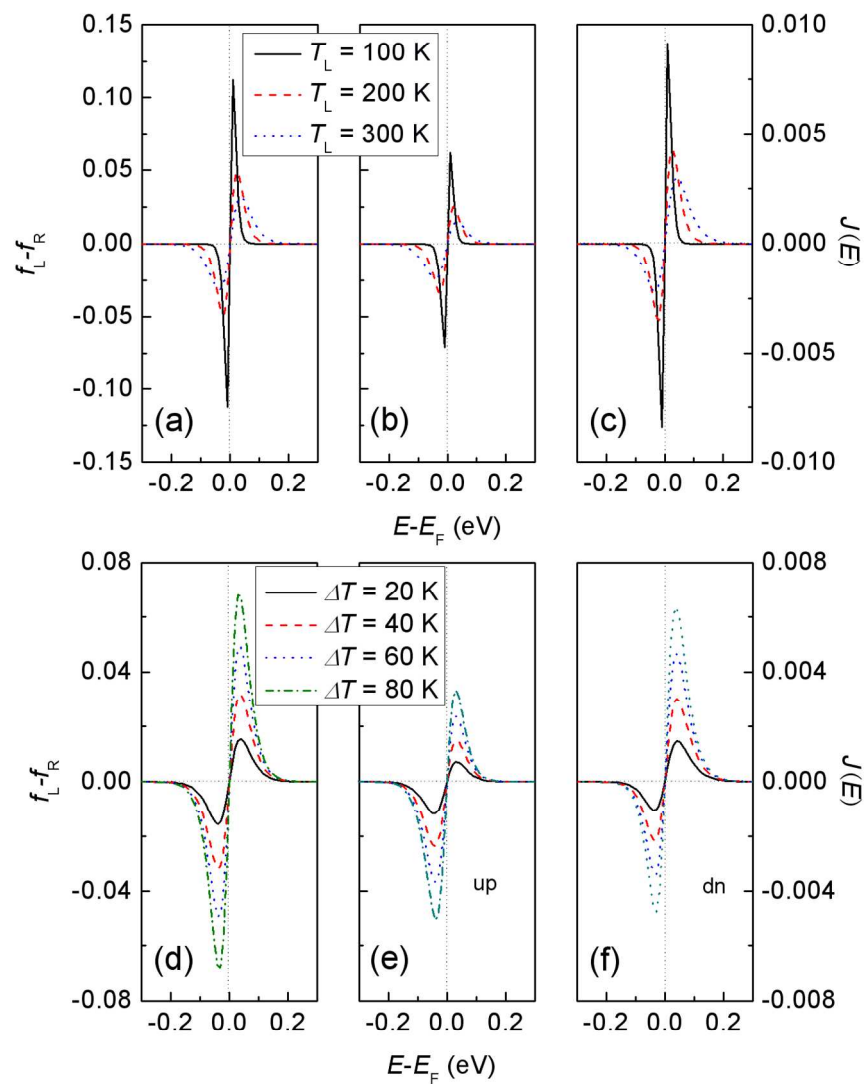 0.15
0.10
0.05
0.00
-0.05
-0.10
-0.15
f_L-f_R
T_L = 100 K
T_L = 200 K
T_L = 300 K
(a)
(b)
(c)
0.010
0.005
0.000
-0.005
-0.010
J(E)
-0.2 0.0 0.2
-0.2 0.0 0.2
-0.2 0.0 0.2
E-E_F (eV)
0.08
0.04
0.00
-0.04
-0.08
f_L-f_R
ΔT = 20 K
ΔT = 40 K
ΔT = 60 K
ΔT = 80 K
up
dn
(d)
(e)
(f)
0.008
0.004
0.000
-0.004
-0.008
J(E)
-0.2 0.0 0.2
-0.2 0.0 0.2
-0.2 0.0 0.2
E-E_F (eV)